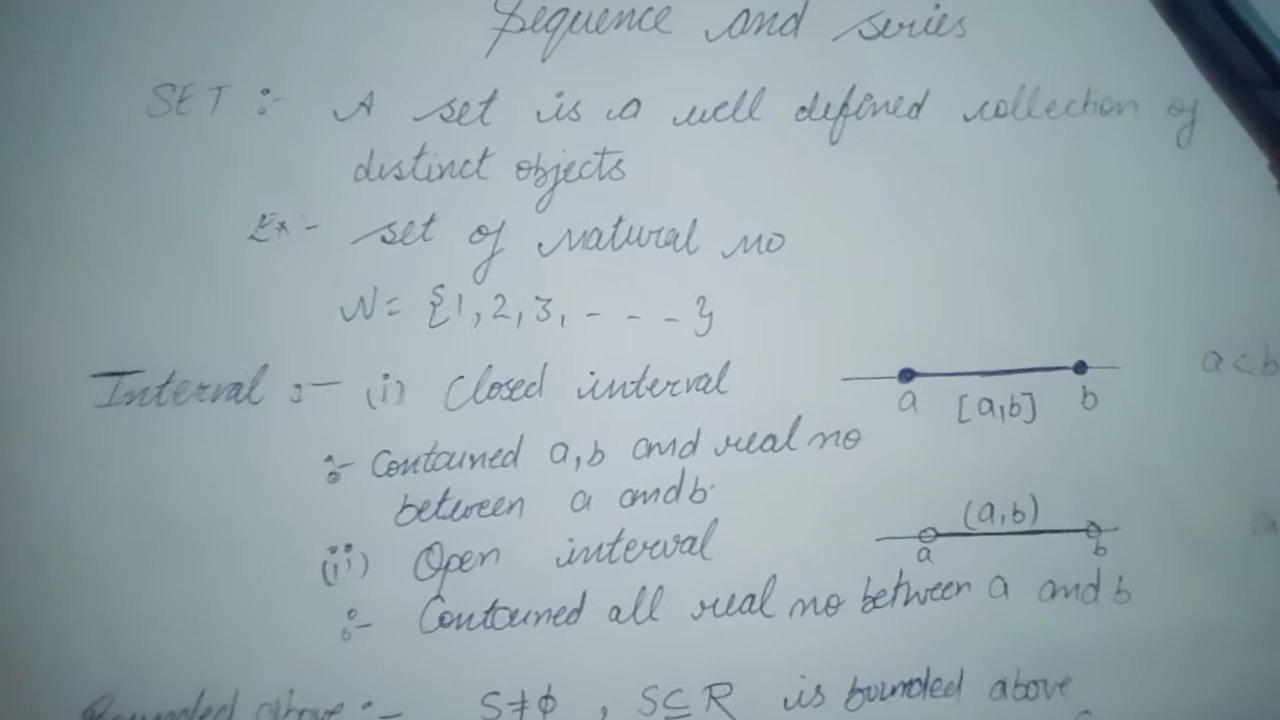 Sequence and series
SET :- A set is a well defined collection of
distinct objects
Ex :- set of natural no
N = {1, 2, 3, - - - }
Interval :- (i) Closed interval
a [a,b] b
a < b
:- Contained a, b and real no
between a and b.
(ii) Open interval
(a, b)
a b
:- Contained all real no between a and b
Bounded above :- S ≠ ϕ , S ⊆ R is bounded above